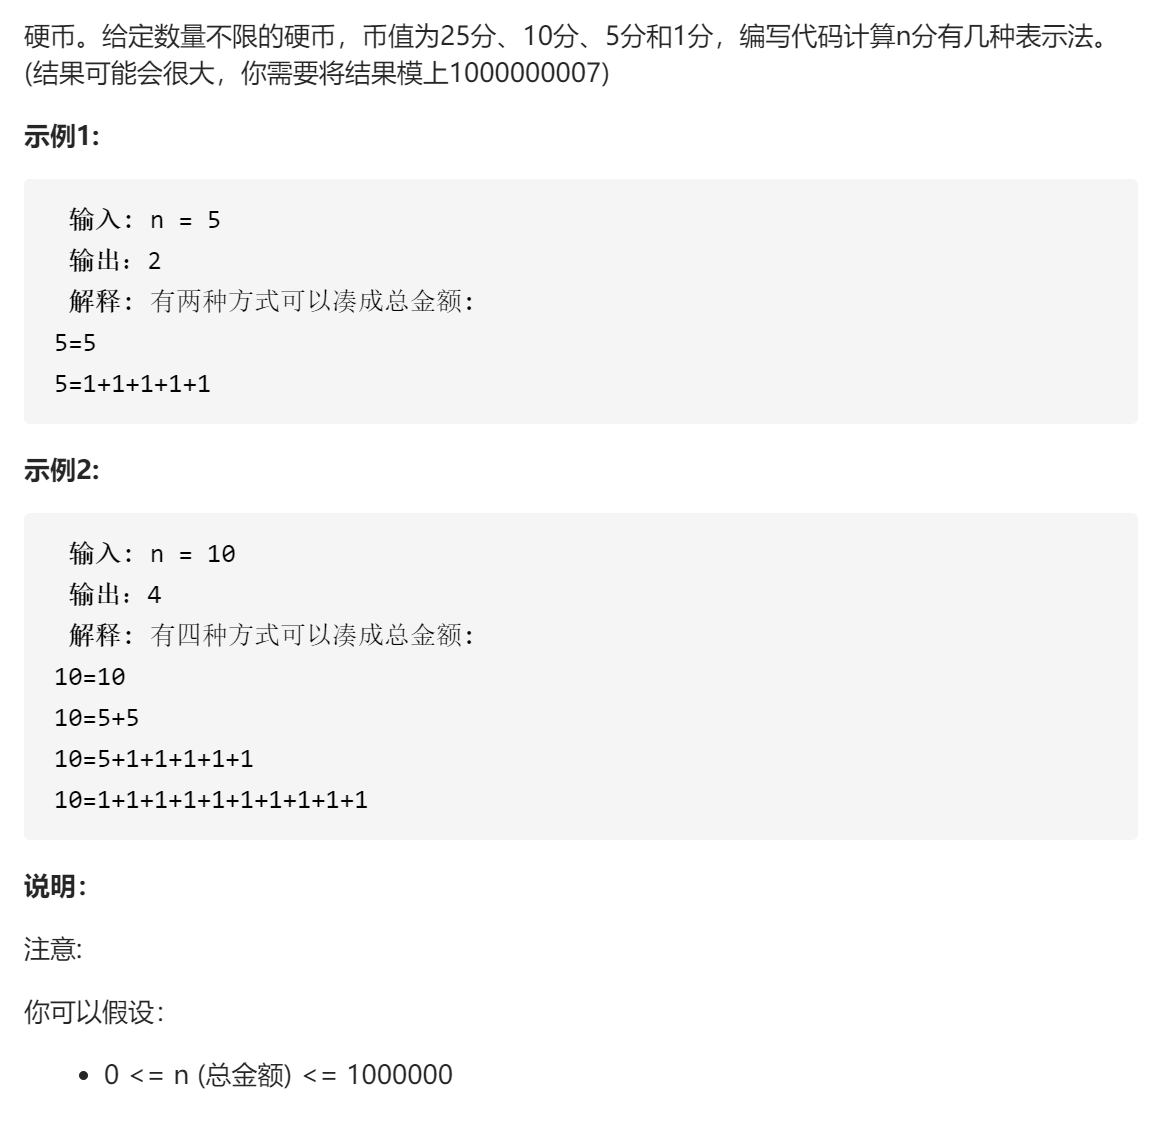 硬币。给定数量不限的硬币，币值为25分、10分、5分和1分，编写代码计算n分有几种表示法。
(结果可能会很大，你需要将结果模上1000000007)
示例1:
输入: n = 5
输出：2
解释: 有两种方式可以凑成总金额:
5=5
5=1+1+1+1+1
示例2:
输入: n = 10
输出：4
解释: 有四种方式可以凑成总金额:
10=10
10=5+5
10=5+1+1+1+1+1
10=1+1+1+1+1+1+1+1+1+1
说明：
注意:
你可以假设：
• 0 <= n (总金额) <= 1000000